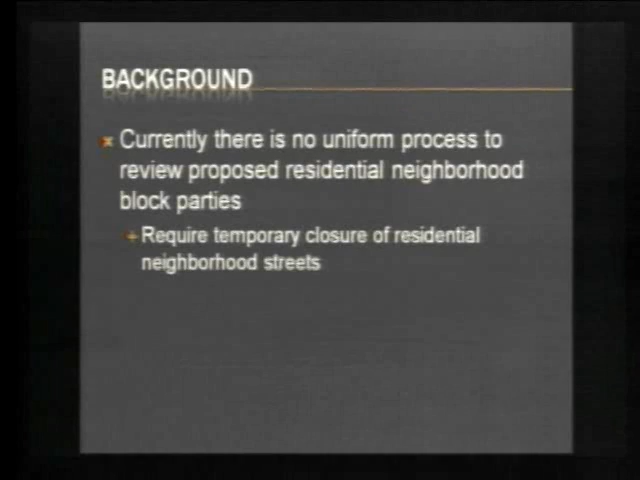 BACKGROUND
Currently there is no uniform process to
review proposed residential neighborhood
block parties
Require temporary closure of residential
neighborhood streets